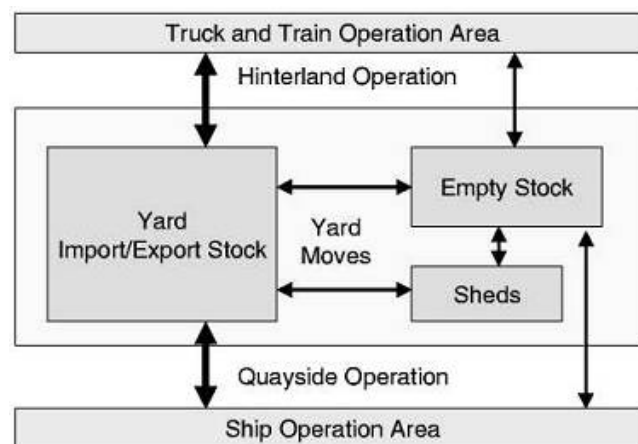 Truck and Train Operation Area
Hinterland Operation
Yard
Import/Export Stock
Empty Stock
Yard
Moves
Sheds
Quayside Operation
Ship Operation Area